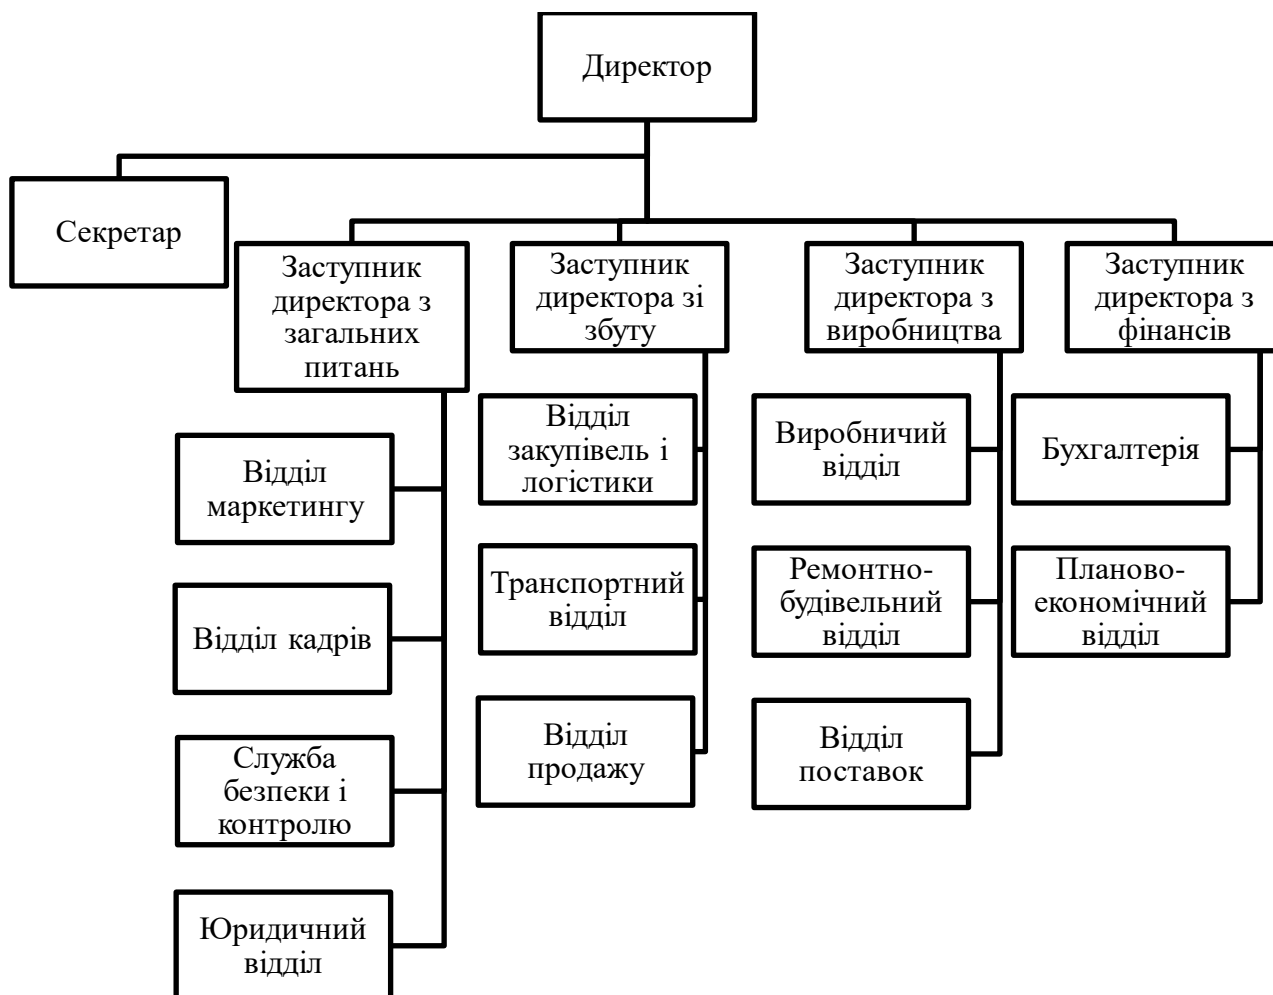 Директор
Секретар
Заступник
директора з
загальних
питань
Заступник
директора зі
збуту
Заступник
директора з
виробництва
Заступник
директора з
фінансів
Відділ
маркетингу
Відділ кадрів
Служба
безпеки і
контролю
Юридичний
відділ
Відділ
закупівель і
логістики
Транспортний
відділ
Відділ
продажу
Виробничий
відділ
Ремонтно-
будівельний
відділ
Відділ
поставок
Бухгалтерія
Планово-
економічний
відділ